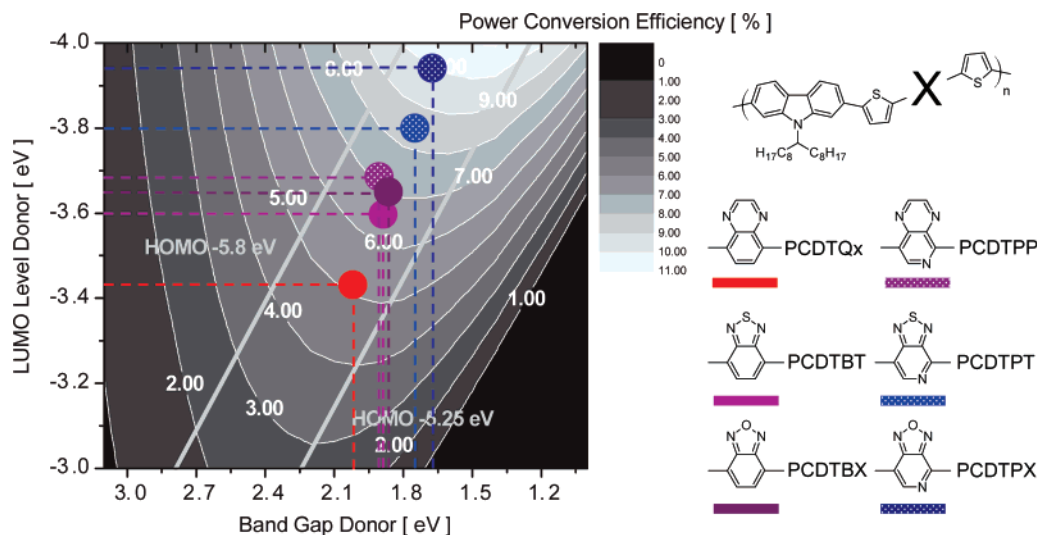 Power Conversion Efficiency [ % ]
-4.0
-3.8
-3.6
-3.4
-3.2
-3.0
LUMO Level Donor [ eV ]
3.0 2.7 2.4 2.1 1.8 1.5 1.2
Band Gap Donor [ eV ]
8.00
9.00
7.00
5.00
6.00
HOMO -5.8 eV
4.00
1.00
2.00
3.00
HOMO -5.25 eV
2.00
0
1.00
2.00
3.00
4.00
5.00
6.00
7.00
8.00
9.00
10.00
11.00
S
S
X
n
N
H17C8 C8H17
N N
PCDTQx
N N
N
PCDTPP
S
N N
PCDTBT
S
N N
N
PCDTPT
O
N N
PCDTBX
O
N N
N
PCDTPX